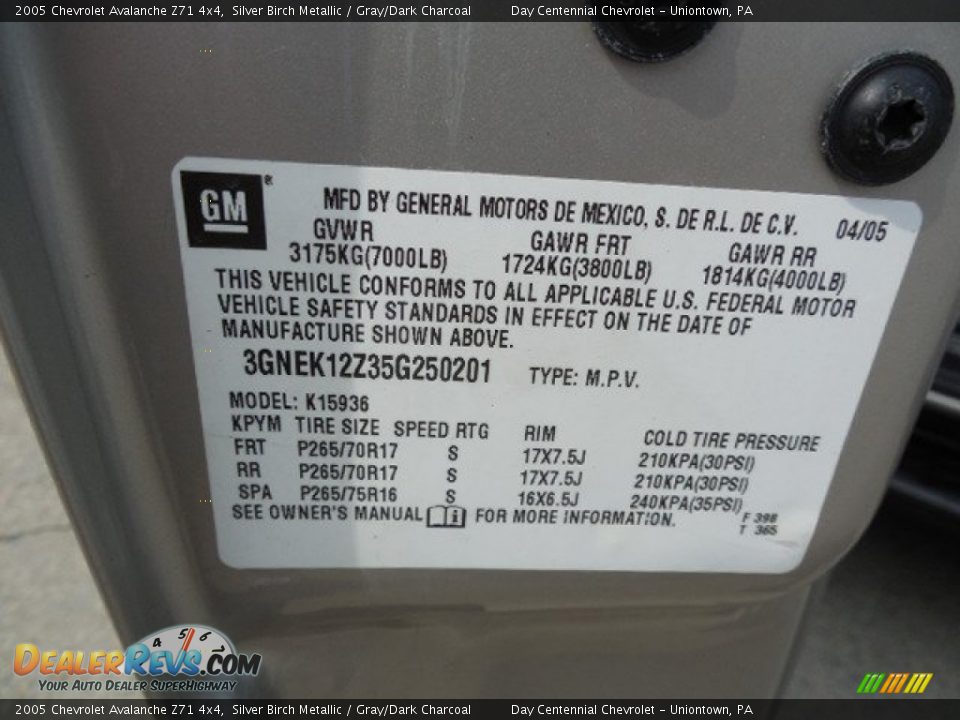 2005 Chevrolet Avalanche Z71 4x4, Silver Birch Metallic / Gray/Dark Charcoal Day Centennial Chevrolet - Uniontown, PA
GM®
MFD BY GENERAL MOTORS DE MEXICO, S. DE R.L. DE C.V. 04/05
GVWR GAWR FRT GAWR RR
3175KG(7000LB) 1724KG(3800LB) 1814KG(4000LB)
THIS VEHICLE CONFORMS TO ALL APPLICABLE U.S. FEDERAL MOTOR
VEHICLE SAFETY STANDARDS IN EFFECT ON THE DATE OF
MANUFACTURE SHOWN ABOVE.
3GNEK12Z35G250201 TYPE: M.P.V.
MODEL: K15936
KPYM TIRE SIZE SPEED RTG RIM COLD TIRE PRESSURE
FRT P265/70R17 S 17X7.5J 210KPA(30PSI)
RR P265/70R17 S 17X7.5J 210KPA(30PSI)
SPA P265/75R16 S 16X6.5J 240KPA(35PSI)
SEE OWNER'S MANUAL i FOR MORE INFORMATION.
F 398
T 365
4 5 6
DEALERREVS.COM
YOUR AUTO DEALER SUPERHIGHWAY
2005 Chevrolet Avalanche Z71 4x4, Silver Birch Metallic / Gray/Dark Charcoal Day Centennial Chevrolet - Uniontown, PA